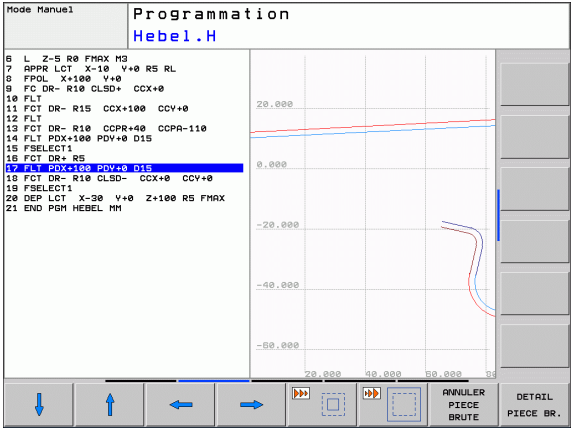 Mode Manuel
Programmation
Hebel.H
6 L Z-5 R0 FMAX M3
7 APPR LCT X-10 Y+0 R5 RL
8 FPOL X+100 Y+0
9 FC DR- R10 CLSD+ CCX+0
10 FLT
11 FCT DR- R15 CCX+100 CCY+0
12 FLT
13 FCT DR- R10 CCPR+40 CCPA-110
14 FLT PDX+100 PDY+0 D15
15 FSELECT1
16 FCT DR+ R5
17 FLT PDX+100 PDY+0 D15
18 FCT DR- R10 CLSD- CCX+0 CCY+0
19 FSELECT1
20 DEP LCT X-30 Y+0 Z+100 R5 FMAX
21 END PGM HEBEL MM
20.000
0.000
-20.000
-40.000
-60.000
20.000 40.000 60.000
ANNULER
PIECE
BRUTE
DETAIL
PIECE BR.